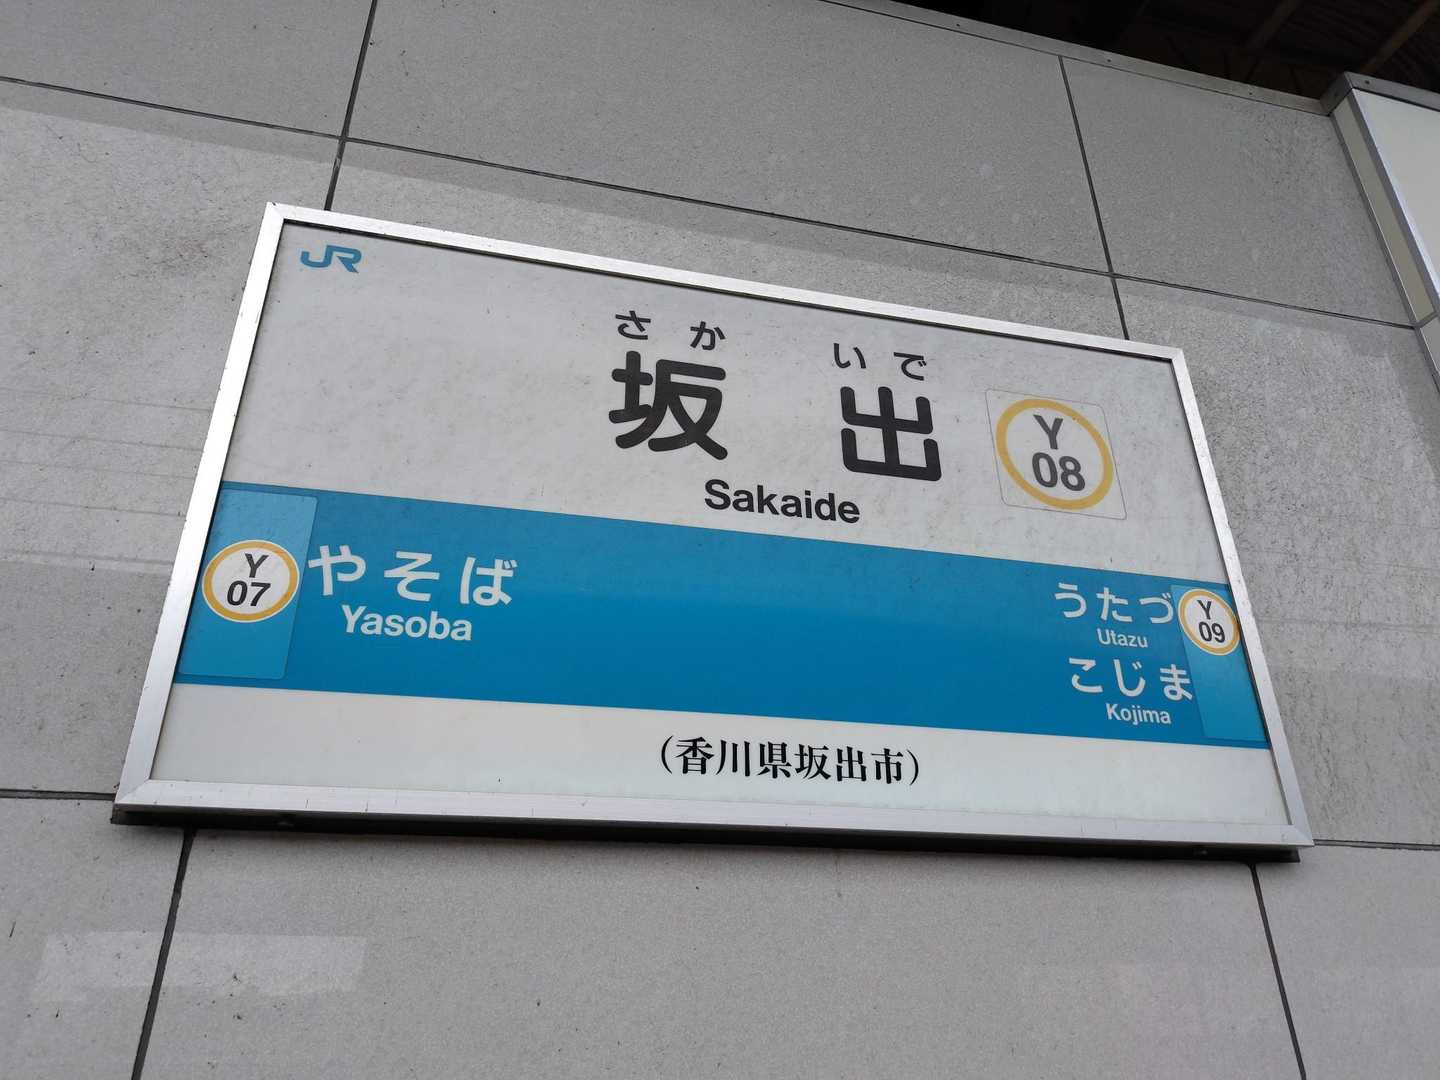 JR
さかいで
坂出
Sakaide
Y
08
Y
07
やそば
Yasoba
うたづ
Utazu
Y
09
こじま
Kojima
(香川県坂出市)